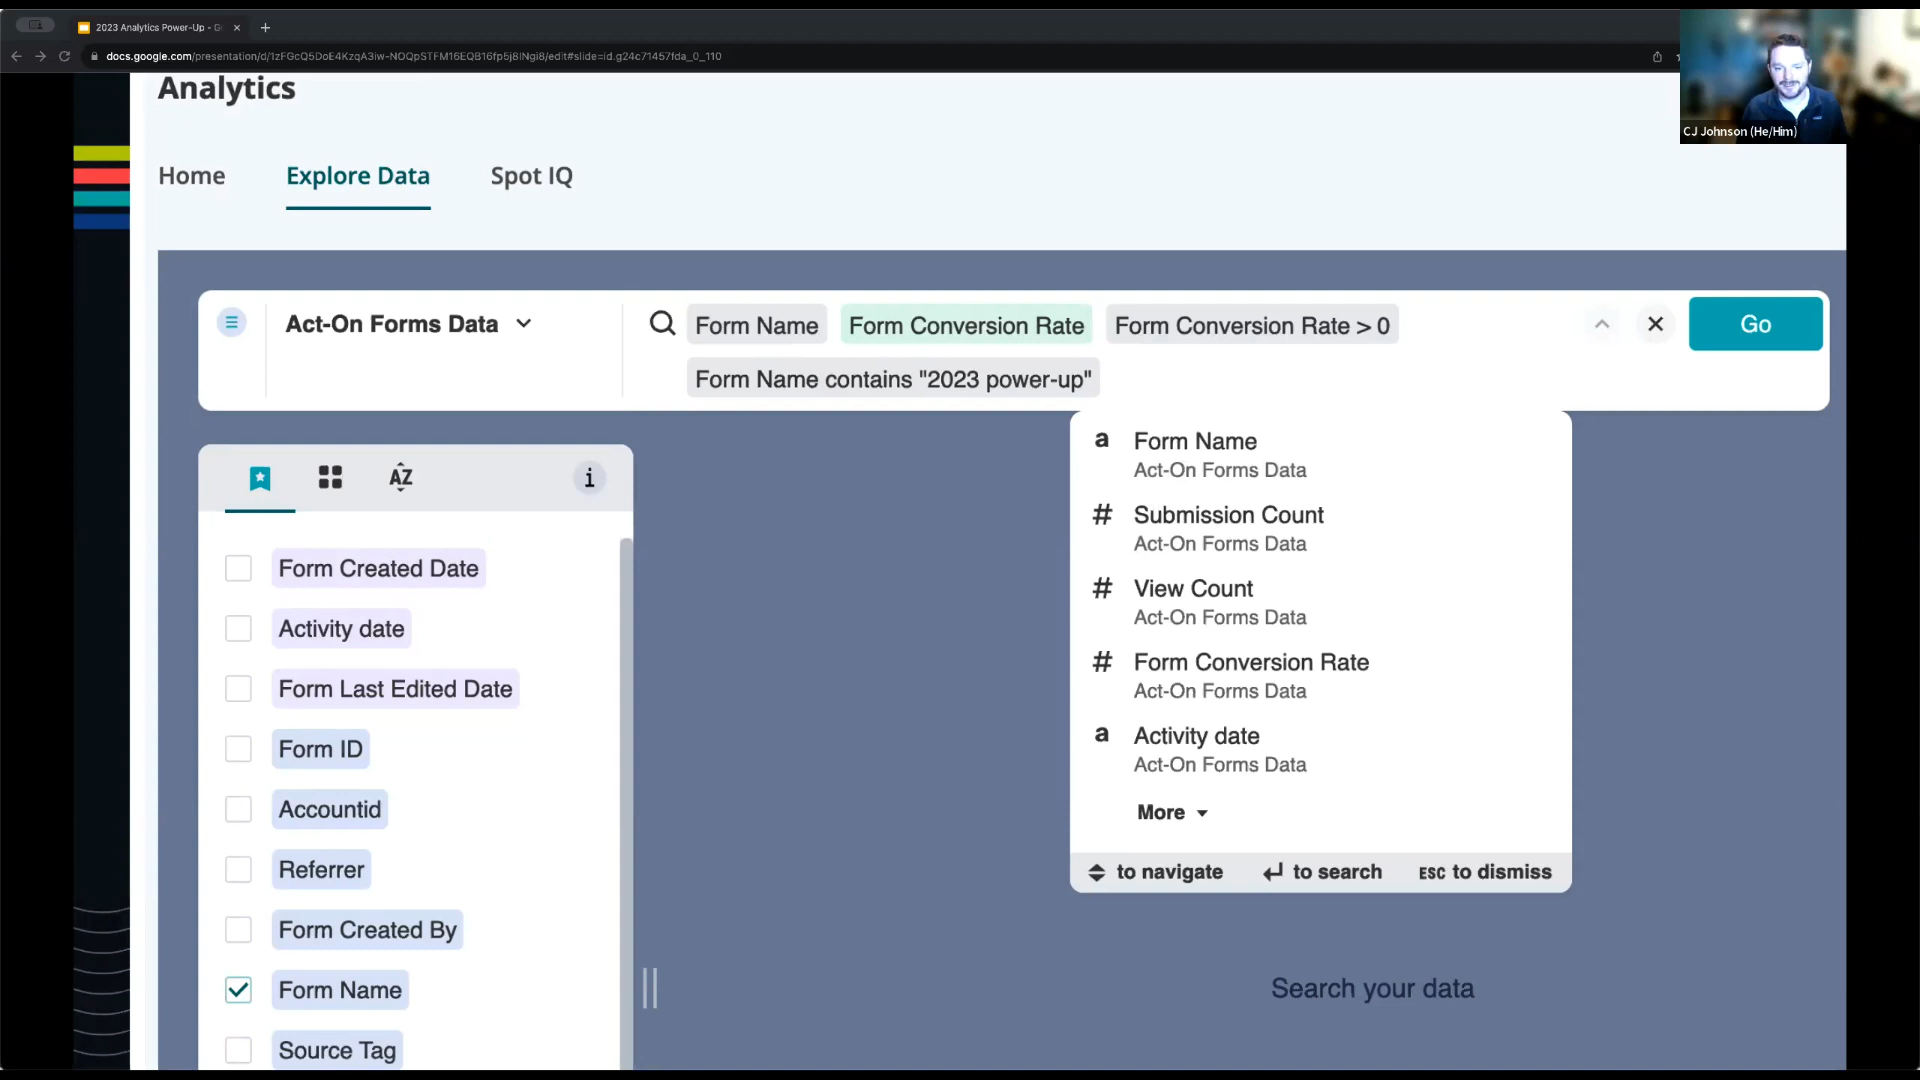 2023 Analytics Power-Up - G
docs.google.com/presentation/d/1zFGcQ5DoE4KzqA3iw-NOQpSTFM16EQB16fp5j8INgi8/edit#slide=id.g24c71457fda_0_110
CJ Johnson (He/Him)
Analytics
Home
Explore Data
Spot IQ
Act-On Forms Data
Form Name
Form Conversion Rate
Form Conversion Rate > 0
Go
Form Name contains "2023 power-up"
AZ
i
Form Created Date
Activity date
Form Last Edited Date
Form ID
Accountid
Referrer
Form Created By
Form Name
Source Tag
a Form Name
Act-On Forms Data
# Submission Count
Act-On Forms Data
# View Count
Act-On Forms Data
# Form Conversion Rate
Act-On Forms Data
a Activity date
Act-On Forms Data
More
to navigate
to search
ESC to dismiss
Search your data